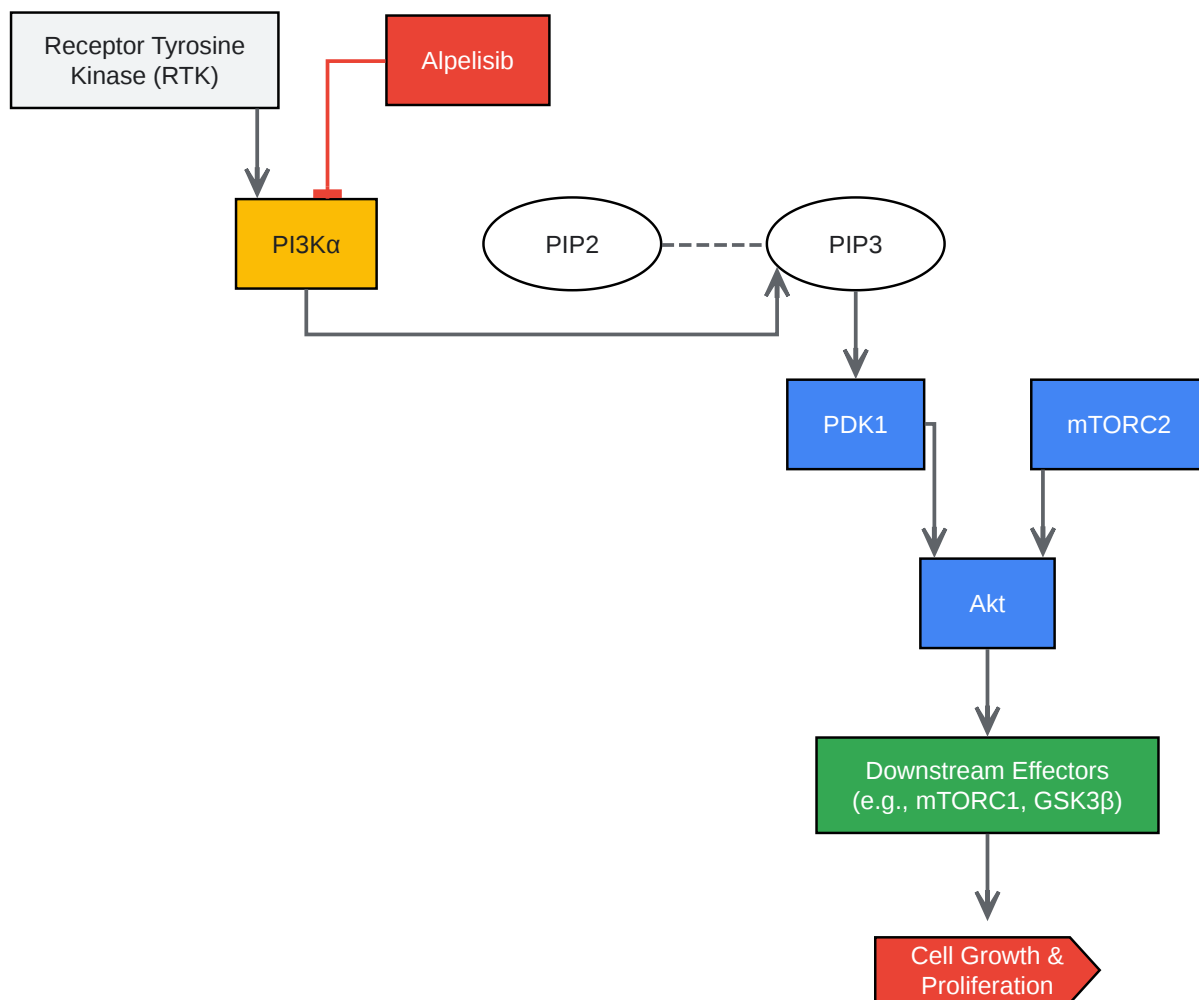 Receptor Tyrosine
Kinase (RTK)
Alpelisib
PI3Kα
PIP2
PIP3
PDK1
mTORC2
Akt
Downstream Effectors
(e.g., mTORC1, GSK3β)
Cell Growth &
Proliferation